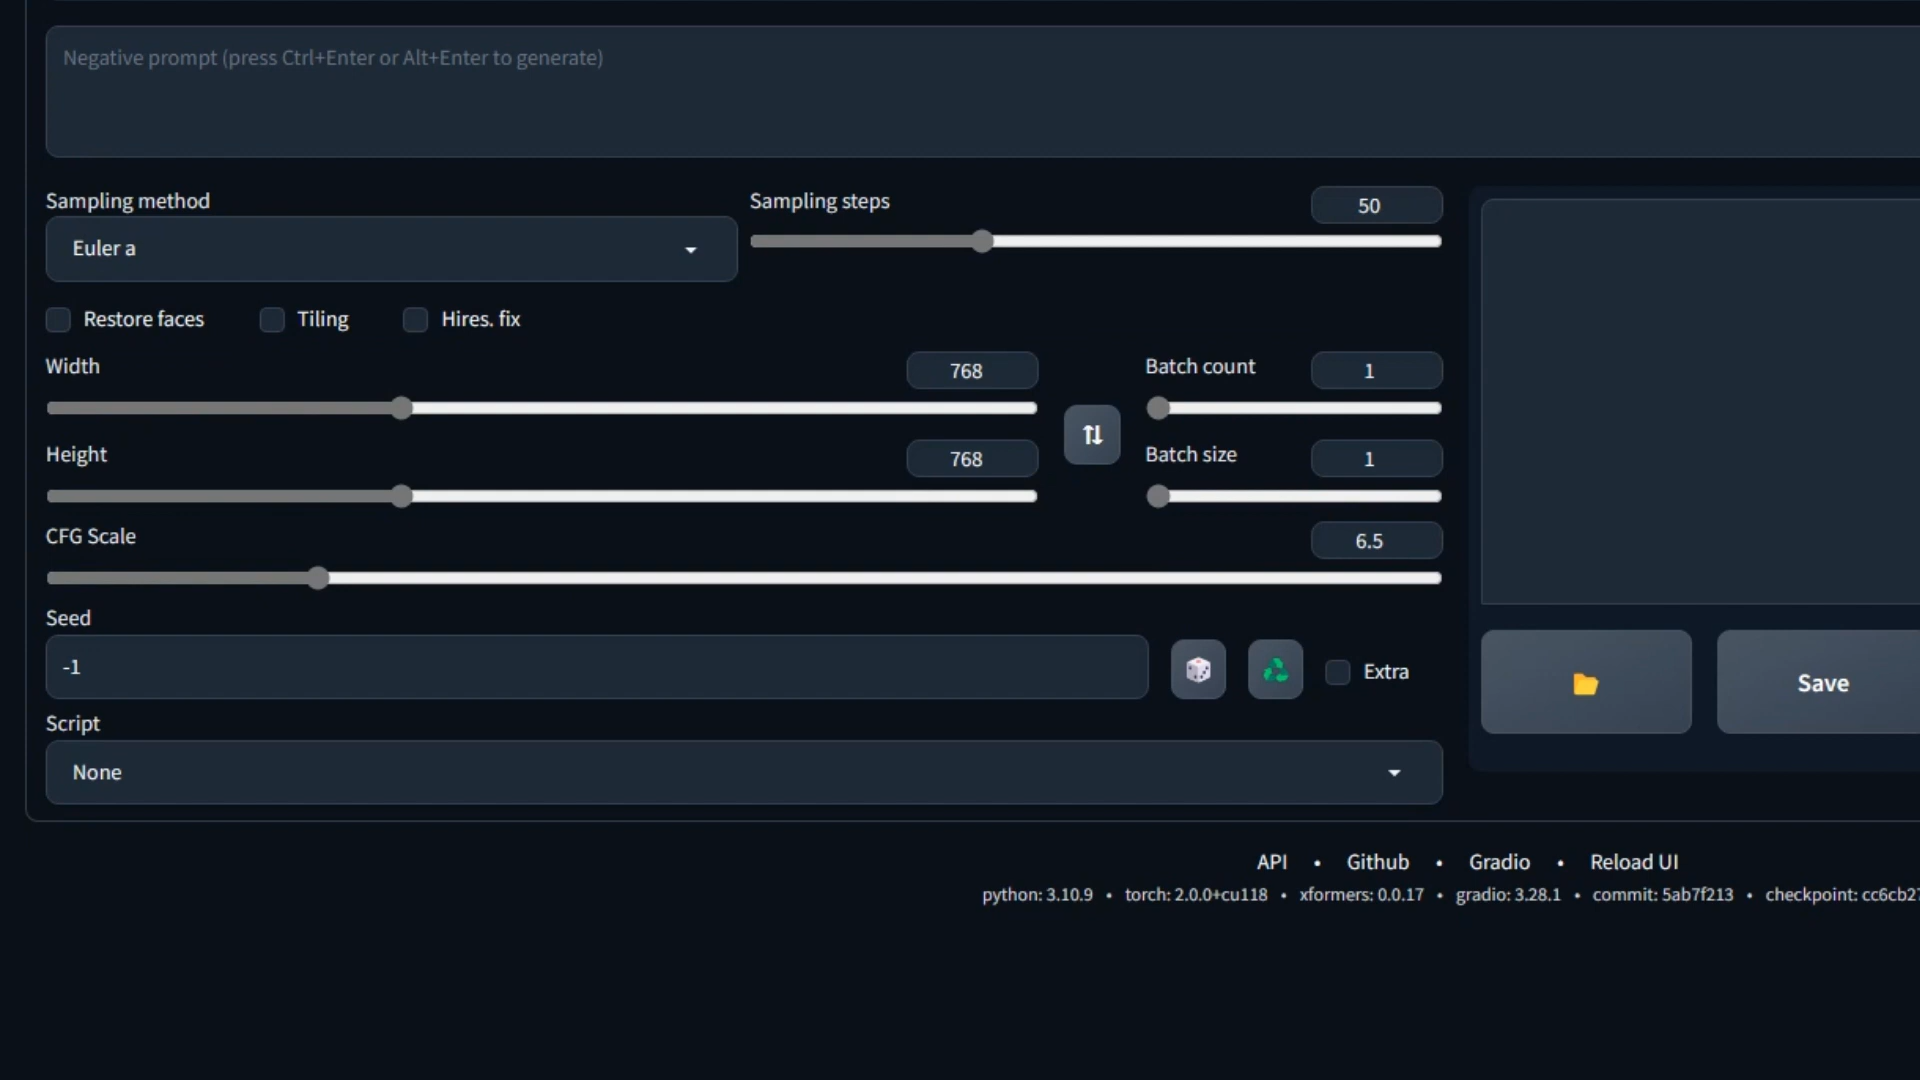 Negative prompt (press Ctrl+Enter or Alt+Enter to generate)
Sampling method
Sampling steps
50
Euler a
Restore faces
Tiling
Hires. fix
Width
768
Batch count
1
Height
768
Batch size
1
CFG Scale
6.5
Seed
-1
Extra
Save
Script
None
API • Github • Gradio • Reload UI
python: 3.10.9 • torch: 2.0.0+cu118 • xformers: 0.0.17 • gradio: 3.28.1 • commit: 5ab7f213 • checkpoint: cc6cb27